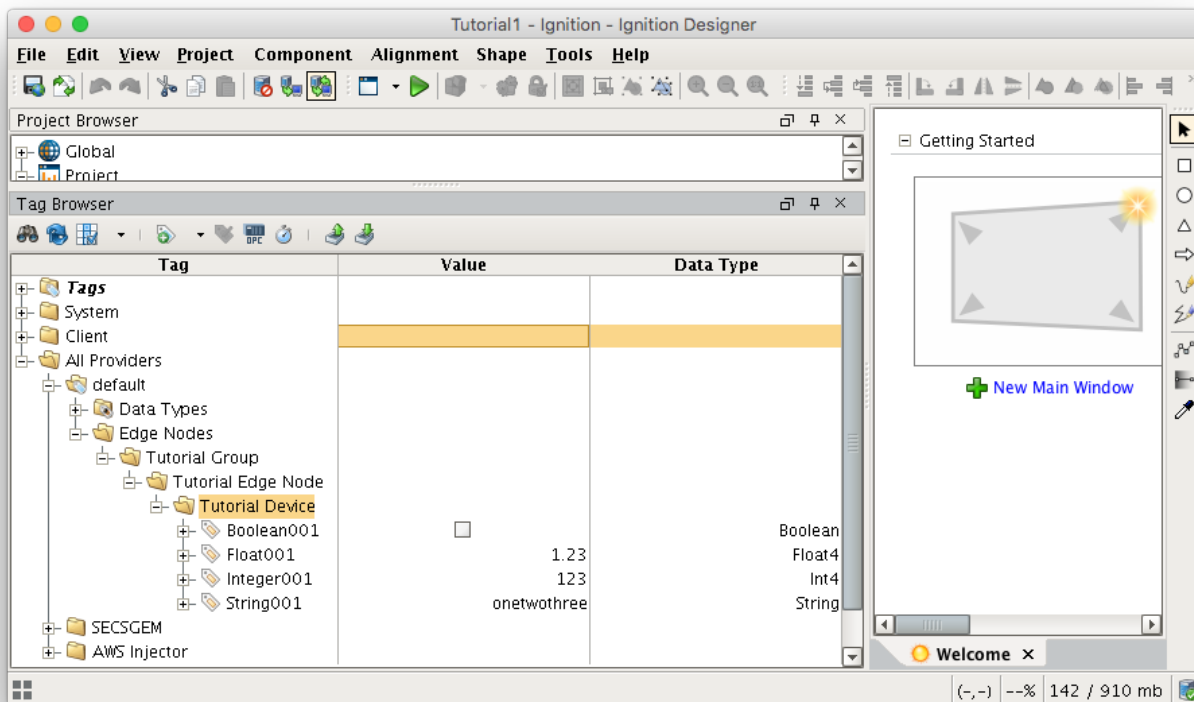 Tutorial1 - Ignition - Ignition Designer
File Edit View Project Component Alignment Shape Tools Help
Project Browser
Global
Project
Tag Browser
OPC
Tag Value Data Type
Tags
System
Client
All Providers
default
Data Types
Edge Nodes
Tutorial Group
Tutorial Edge Node
Tutorial Device
Boolean001 Boolean
Float001 1.23 Float4
Integer001 123 Int4
String001 onetwothree String
SECSGEM
AWS Injector
Getting Started
New Main Window
Welcome
(-,-) --% 142 / 910 mb